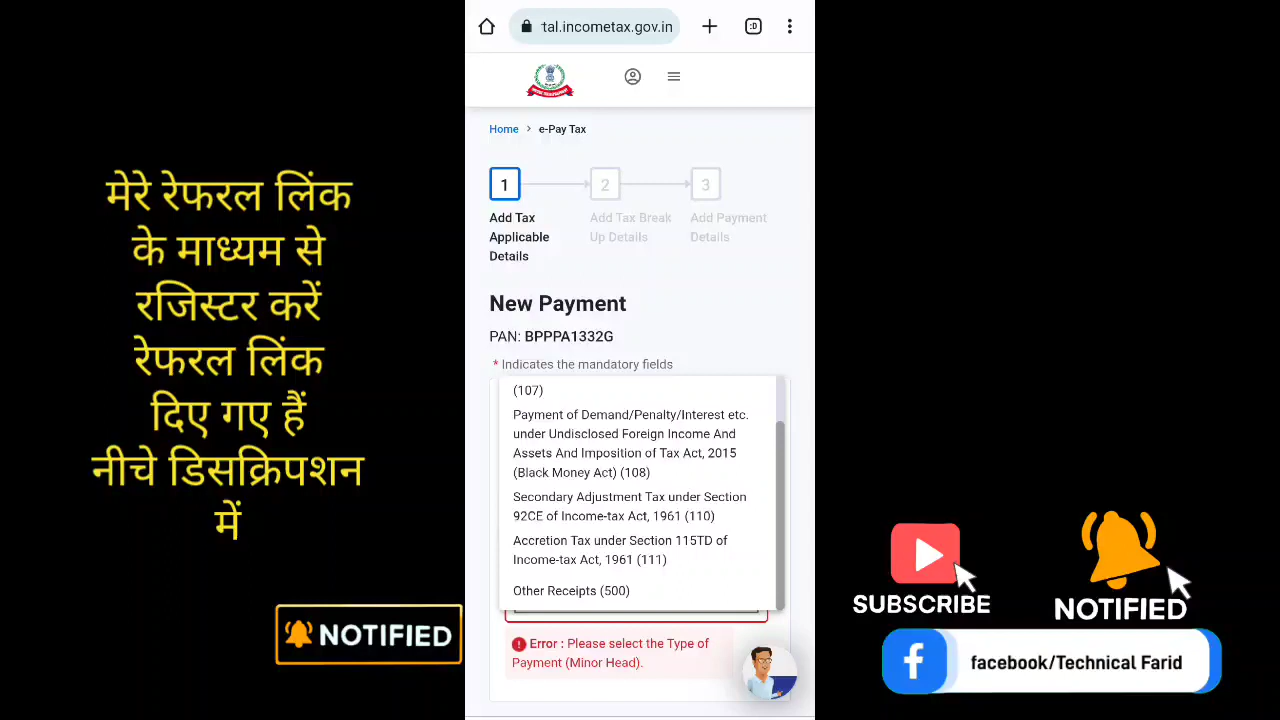 मेरे रेफरल लिंक
के माध्यम से
रजिस्टर करें
रेफरल लिंक
दिए गए हैं
नीचे डिसक्रिपशन
में
NOTIFIED
tal.incometax.gov.in
:D
Home > e-Pay Tax
1
2
3
Add Tax
Applicable
Details
Add Tax Break
Up Details
Add Payment
Details
New Payment
PAN: BPPPA1332G
* Indicates the mandatory fields
(107)
Payment of Demand/Penalty/Interest etc.
under Undisclosed Foreign Income And
Assets And Imposition of Tax Act, 2015
(Black Money Act) (108)
Secondary Adjustment Tax under Section
92CE of Income-tax Act, 1961 (110)
Accretion Tax under Section 115TD of
Income-tax Act, 1961 (111)
Other Receipts (500)
Error : Please select the Type of
Payment (Minor Head).
SUBSCRIBE
NOTIFIED
facebook/Technical Farid